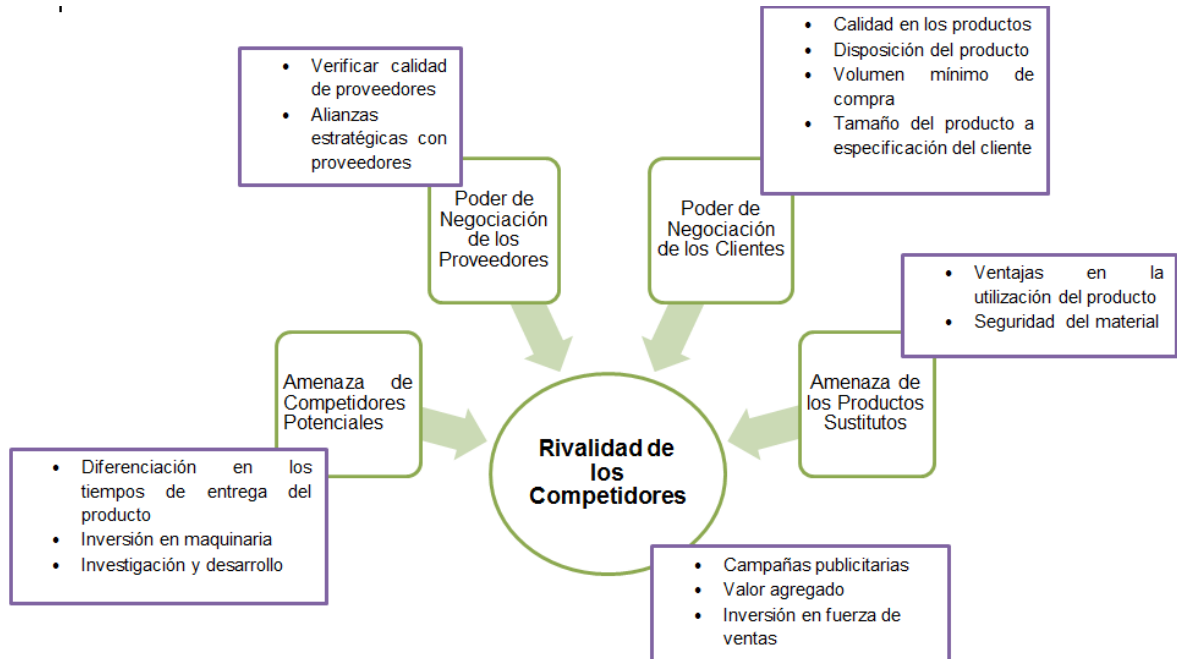 • Verificar calidad
de proveedores
• Alianzas
estratégicas con
proveedores
• Calidad en los productos
• Disposición del producto
• Volumen mínimo de
compra
• Tamaño del producto a
especificación del cliente
Poder de
Negociación
de los
Proveedores
Poder de
Negociación
de los Clientes
• Ventajas en la
utilización del producto
• Seguridad del material
Amenaza de
Competidores
Potenciales
Amenaza de
los Productos
Sustitutos
Rivalidad de
los
Competidores
• Diferenciación en los
tiempos de entrega del
producto
• Inversión en maquinaria
• Investigación y desarrollo
• Campañas publicitarias
• Valor agregado
• Inversión en fuerza de
ventas